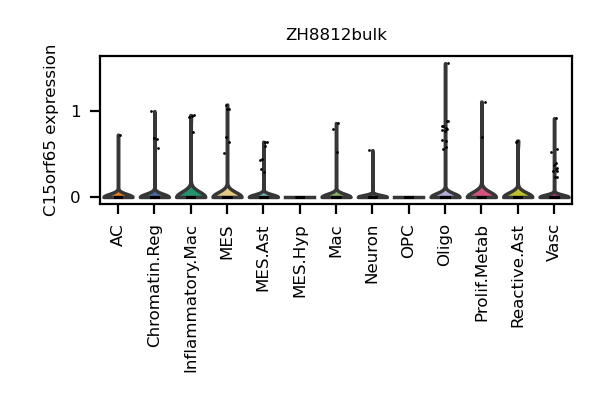 ZH8812bulk
C15orf65 expression
1
0
AC
Chromatin.Reg
Inflammatory.Mac
MES
MES.Ast
MES.Hyp
Mac
Neuron
OPC
Oligo
Prolif.Metab
Reactive.Ast
Vasc